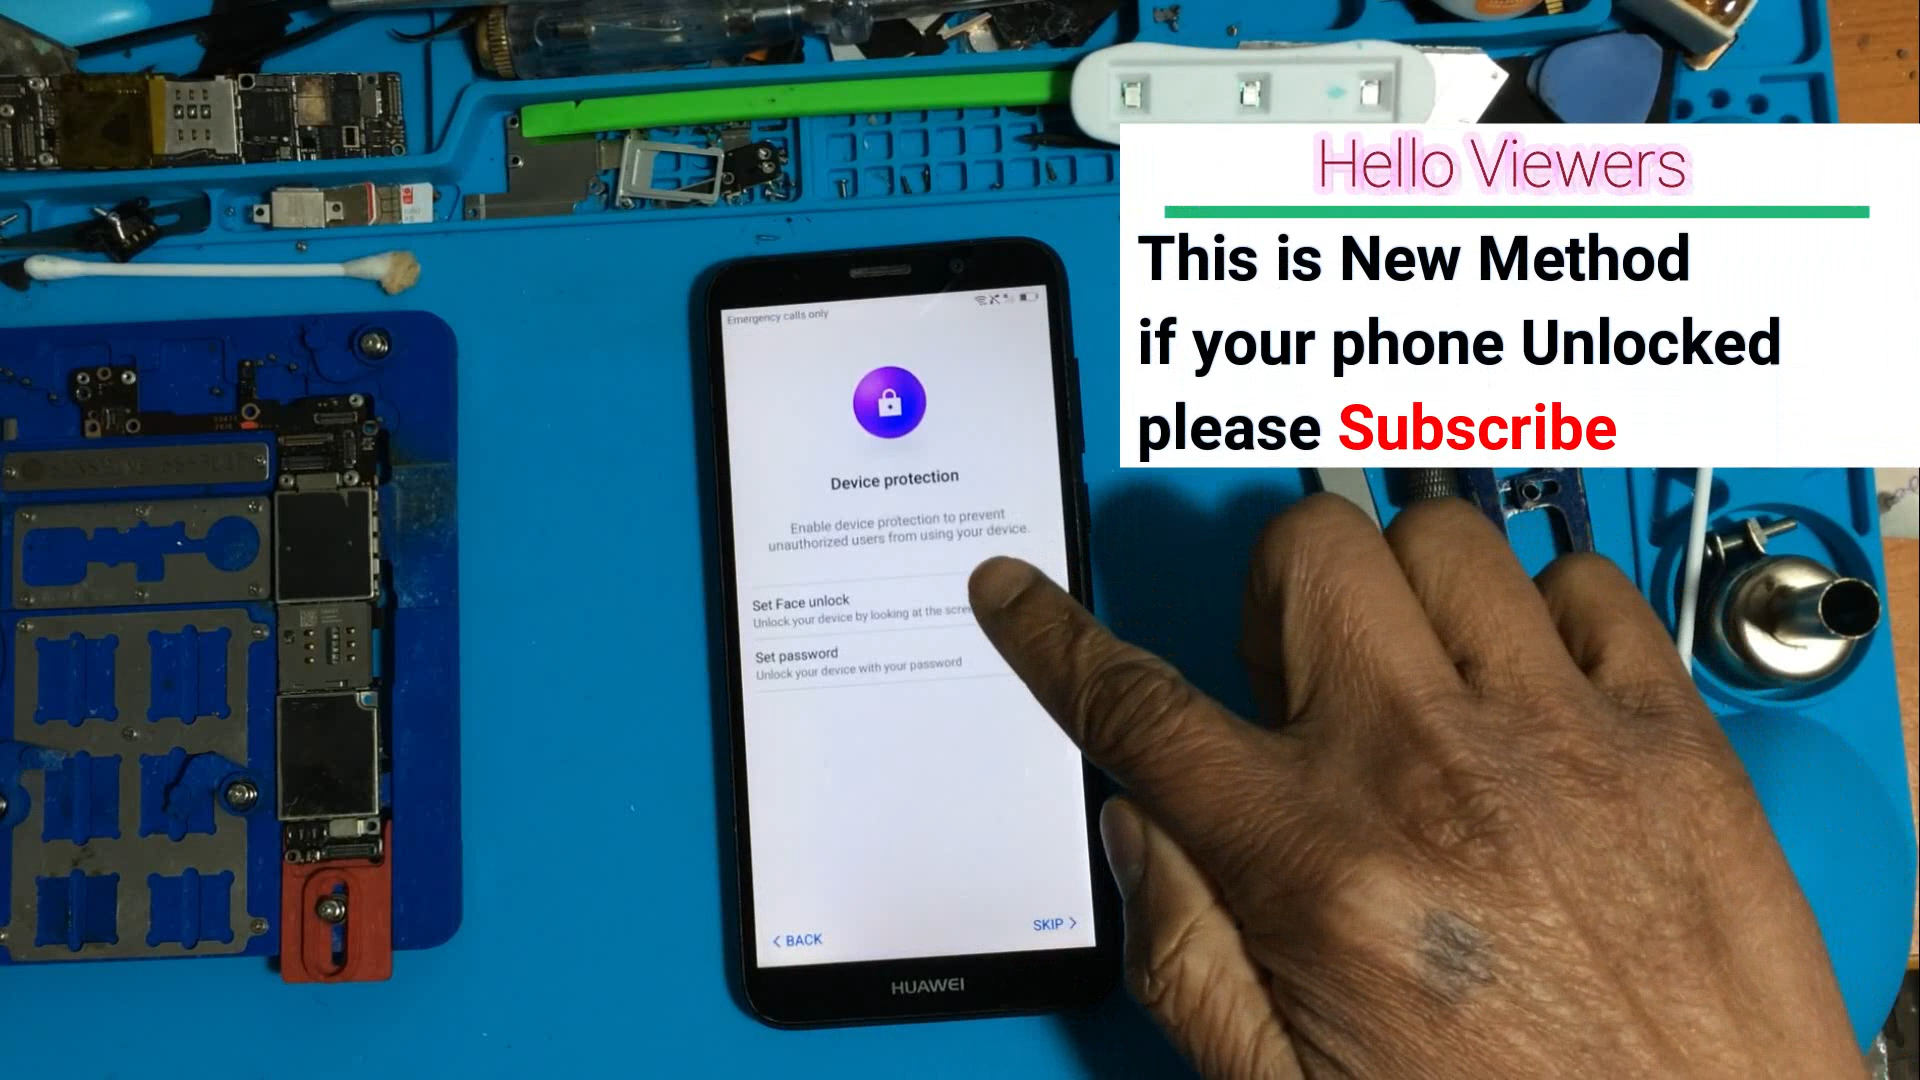 Hello Viewers
This is New Method
if your phone Unlocked
please Subscribe
Emergency calls only
Device protection
Enable device protection to prevent
unauthorized users from using your device.
Set Face unlock
Unlock your device by looking at the
Set password
Unlock your device with your password
< BACK
SKIP >
HUAWEI